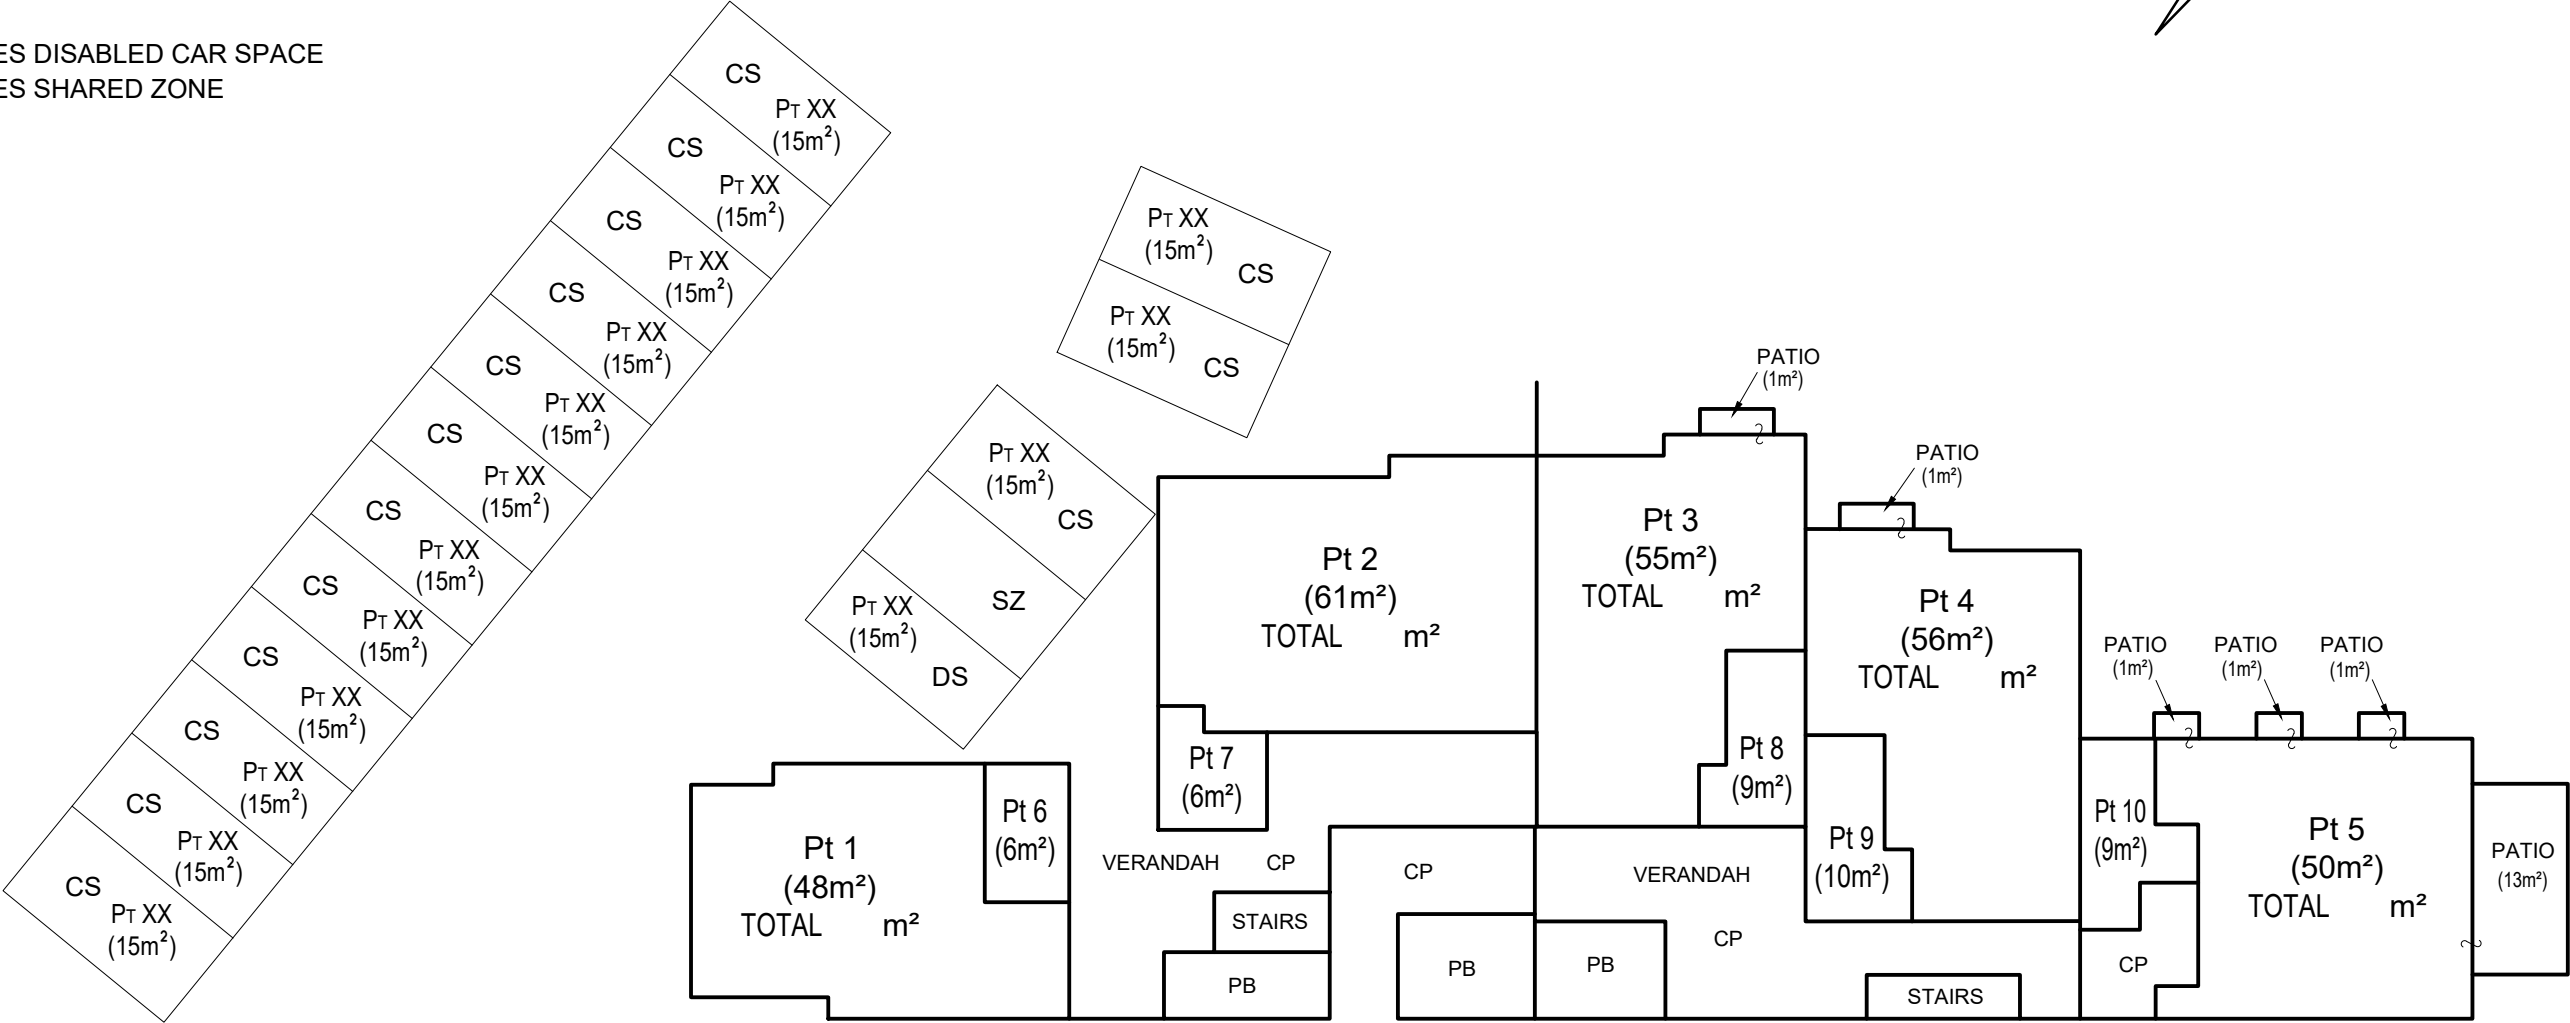 ES DISABLED CAR SPACE
ES SHARED ZONE
CS
PT XX
(15m²)
CS
PT XX
(15m²)
CS
PT XX
(15m²)
CS
PT XX
(15m²)
CS
PT XX
(15m²)
CS
PT XX
(15m²)
CS
PT XX
(15m²)
CS
PT XX
(15m²)
CS
PT XX
(15m²)
CS
PT XX
(15m²)
CS
PT XX
(15m²)
CS
PT XX
(15m²)
PT XX
(15m²)
CS
PT XX
(15m²)
CS
PT XX
(15m²)
CS
SZ
PT XX
(15m²)
DS
Pt 1
(48m²)
TOTAL m²
Pt 6
(6m²)
Pt 2
(61m²)
TOTAL m²
Pt 7
(6m²)
VERANDAH CP
STAIRS
PB
CP
PB
PATIO
(1m²)
Pt 3
(55m²)
TOTAL m²
Pt 8
(9m²)
VERANDAH
CP
PB
STAIRS
PATIO
(1m²)
Pt 4
(56m²)
TOTAL m²
Pt 9
(10m²)
PATIO
(1m²)
PATIO
(1m²)
PATIO
(1m²)
Pt 10
(9m²)
CP
Pt 5
(50m²)
TOTAL m²
PATIO
(13m²)